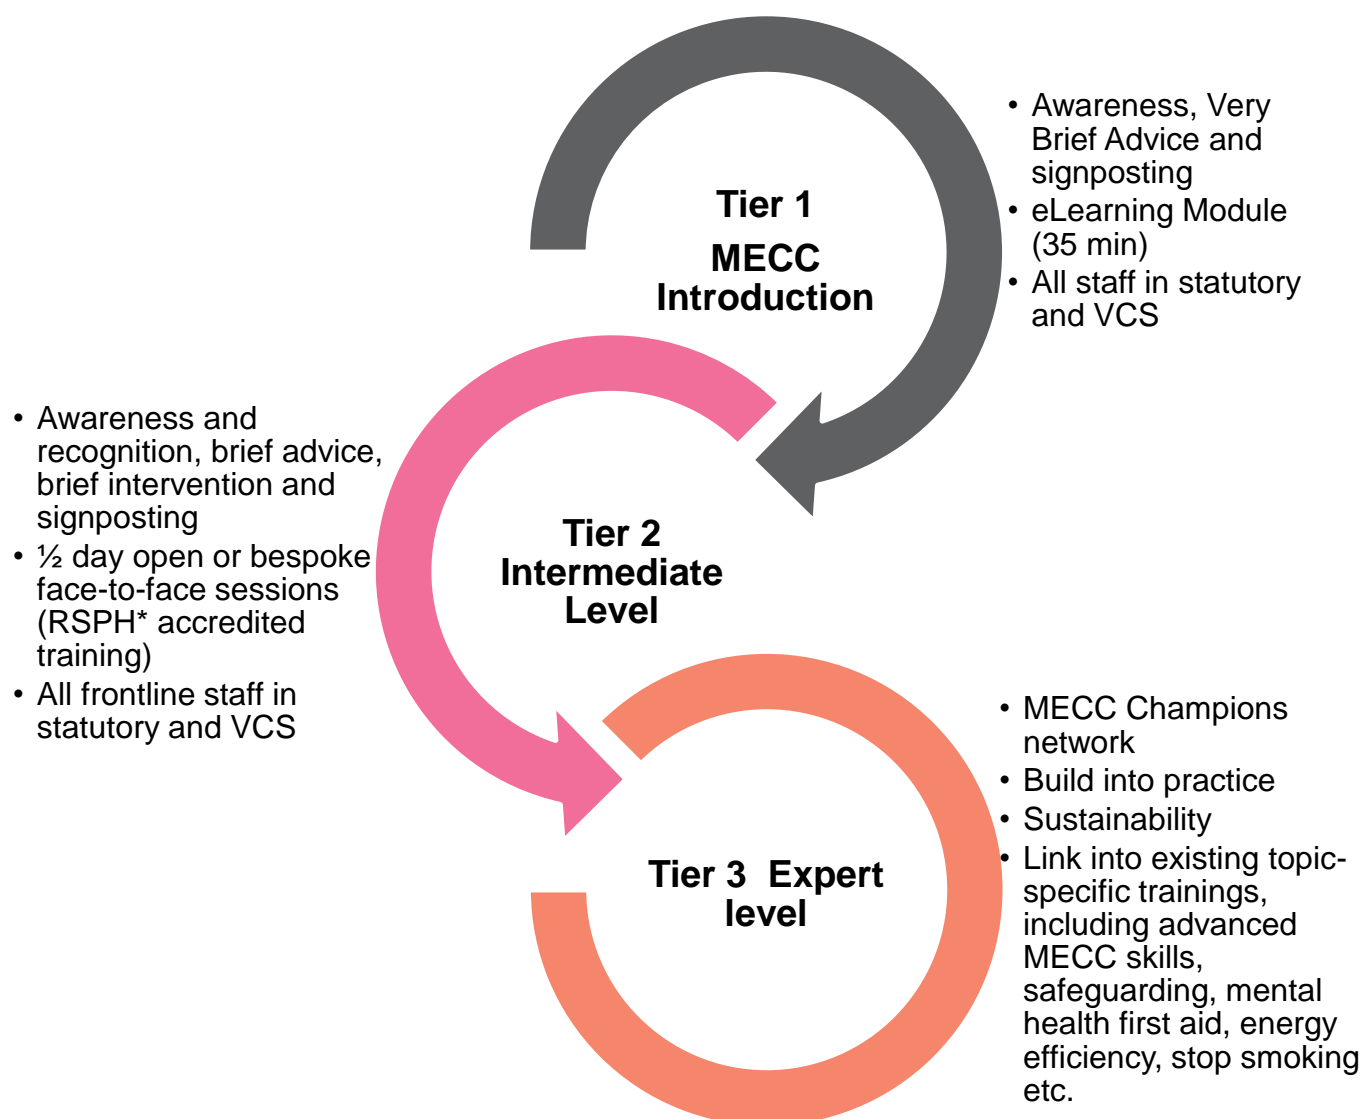 Tier 1
MECC
Introduction
• Awareness, Very
Brief Advice and
signposting
• eLearning Module
(35 min)
• All staff in statutory
and VCS
• Awareness and
recognition, brief advice,
brief intervention and
signposting
• ½ day open or bespoke
face-to-face sessions
(RSPH* accredited
training)
• All frontline staff in
statutory and VCS
Tier 2
Intermediate
Level
Tier 3  Expert
level
• MECC Champions
network
• Build into practice
• Sustainability
• Link into existing topic-
specific trainings,
including advanced
MECC skills,
safeguarding, mental
health first aid, energy
efficiency, stop smoking
etc.